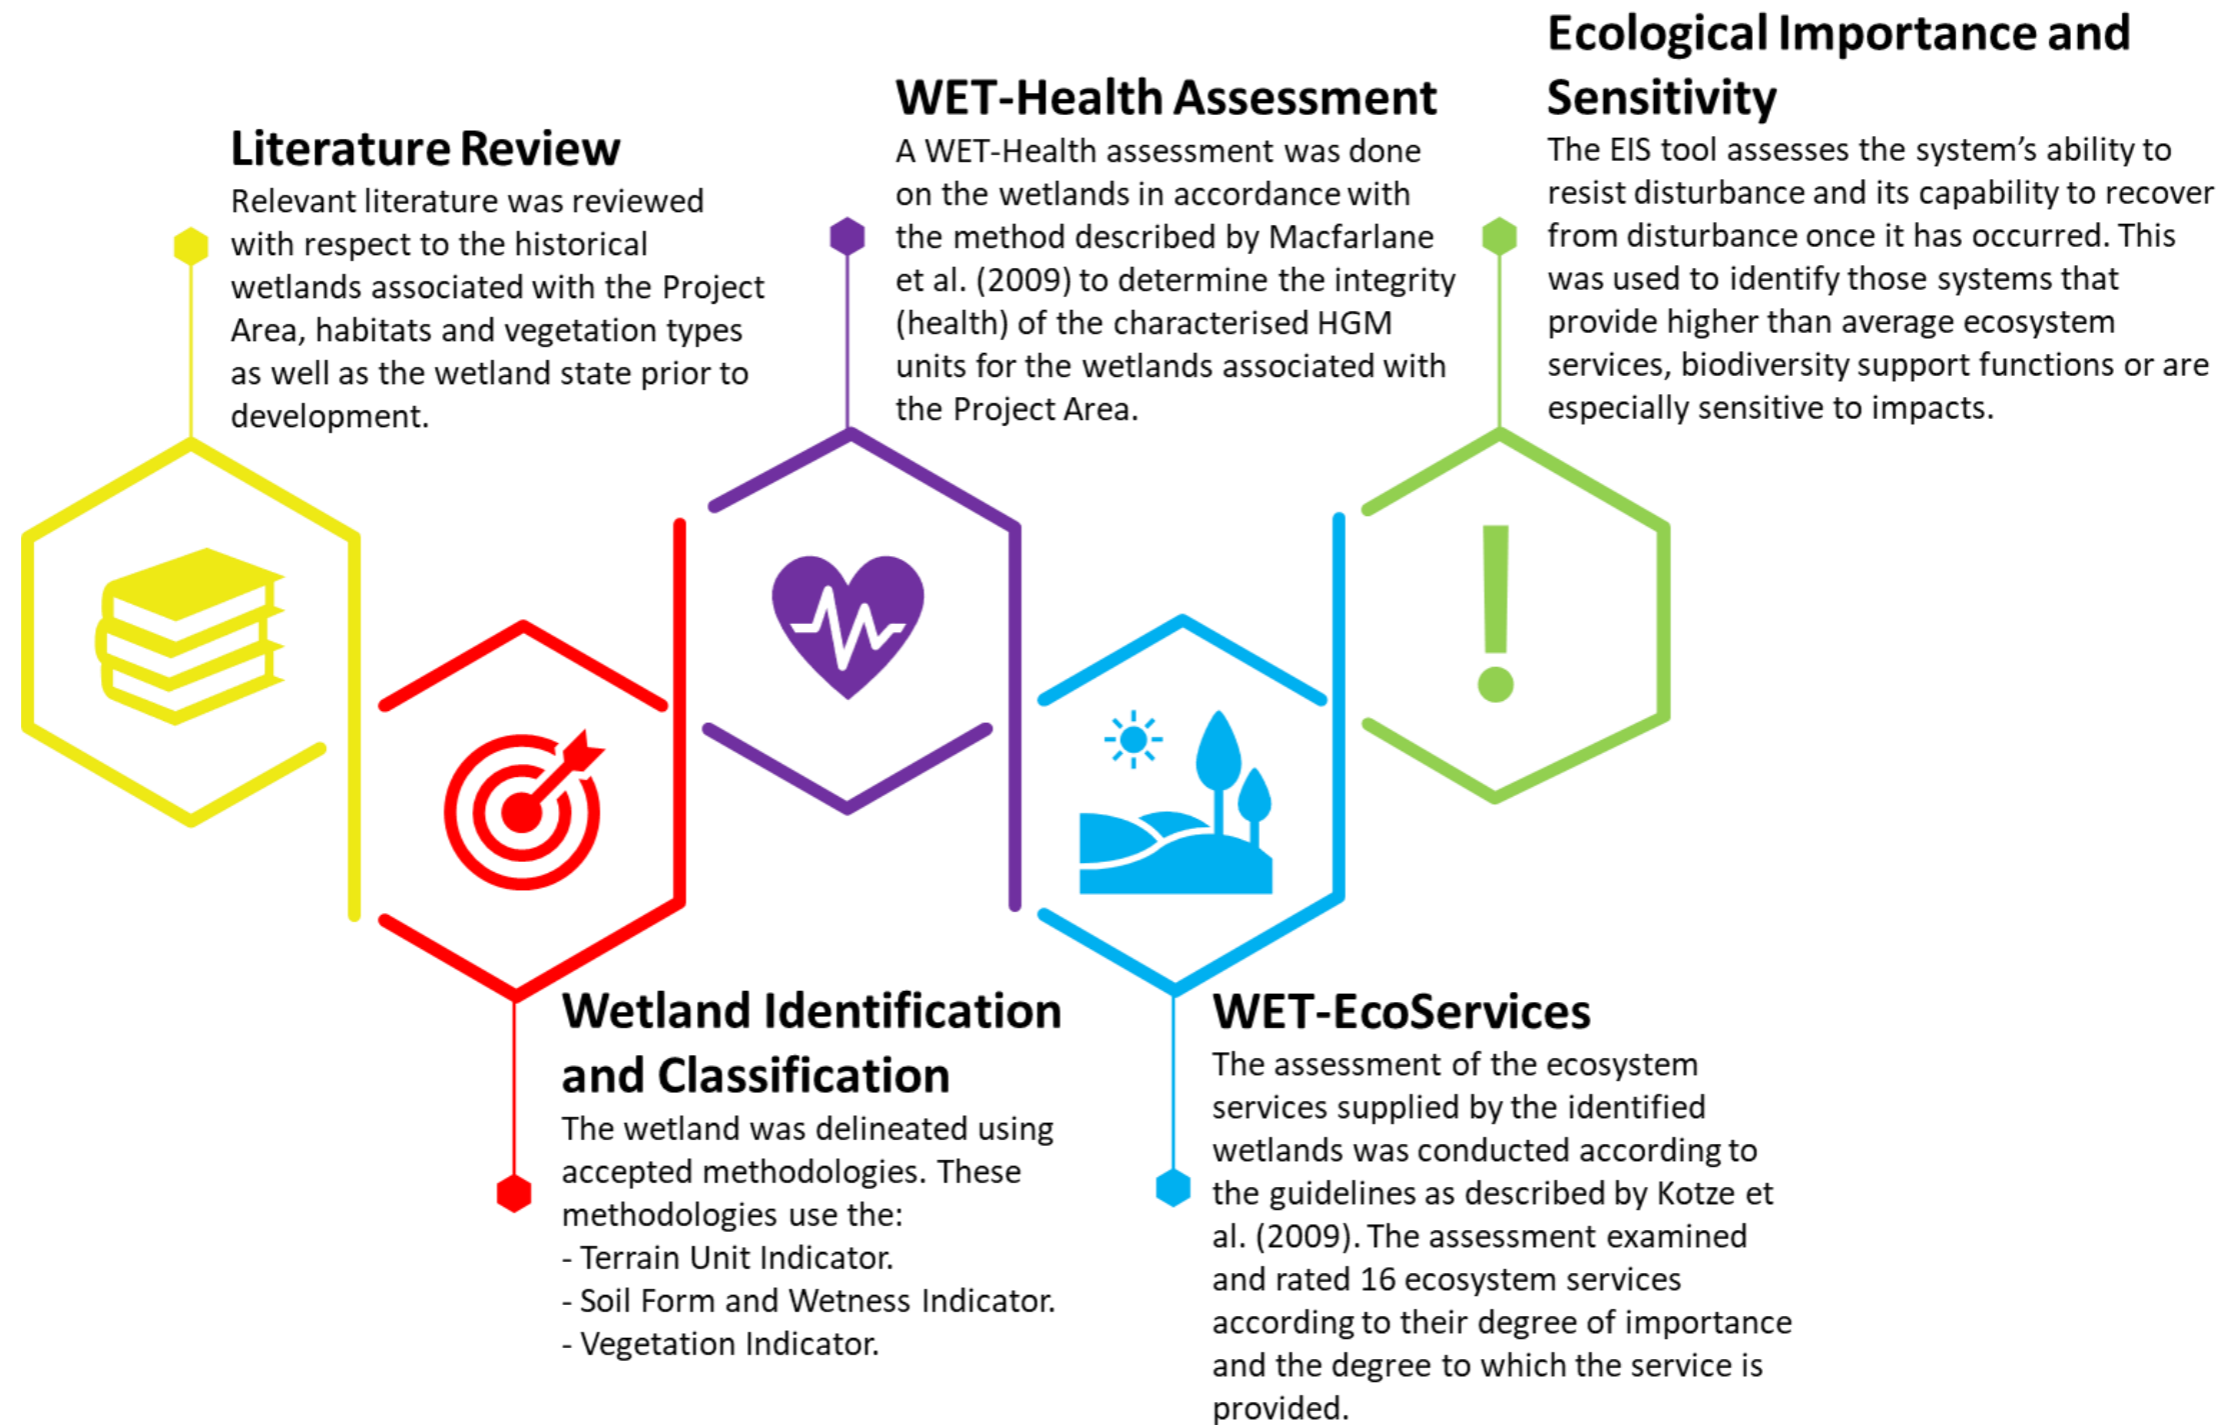 Literature Review
Relevant literature was reviewed
with respect to the historical
wetlands associated with the Project
Area, habitats and vegetation types
as well as the wetland state prior to
development.
Wetland Identification
and Classification
The wetland was delineated using
accepted methodologies. These
methodologies use the:
- Terrain Unit Indicator.
- Soil Form and Wetness Indicator.
- Vegetation Indicator.
WET-Health Assessment
A WET-Health assessment was done
on the wetlands in accordance with
the method described by Macfarlane
et al. (2009) to determine the integrity
(health) of the characterised HGM
units for the wetlands associated with
the Project Area.
WET-EcoServices
The assessment of the ecosystem
services supplied by the identified
wetlands was conducted according to
the guidelines as described by Kotze et
al. (2009). The assessment examined
and rated 16 ecosystem services
according to their degree of importance
and the degree to which the service is
provided.
Ecological Importance and
Sensitivity
The EIS tool assesses the system’s ability to
resist disturbance and its capability to recover
from disturbance once it has occurred. This
was used to identify those systems that
provide higher than average ecosystem
services, biodiversity support functions or are
especially sensitive to impacts.